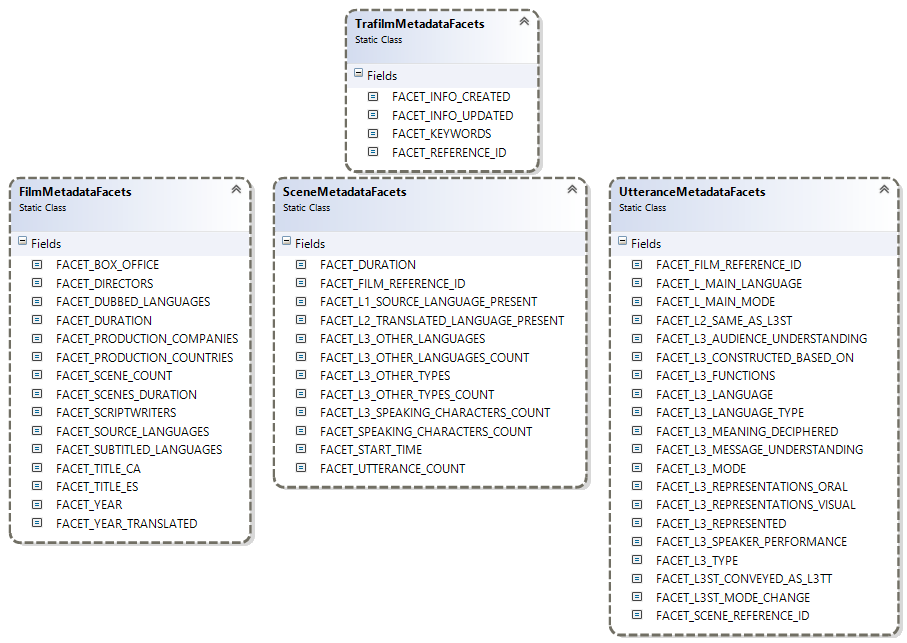 TrafilmMetadataFacets
Static Class
Fields
FACET_INFO_CREATED
FACET_INFO_UPDATED
FACET_KEYWORDS
FACET_REFERENCE_ID
FilmMetadataFacets
Static Class
Fields
FACET_BOX_OFFICE
FACET_DIRECTORS
FACET_DUBBED_LANGUAGES
FACET_DURATION
FACET_PRODUCTION_COMPANIES
FACET_PRODUCTION_COUNTRIES
FACET_SCENE_COUNT
FACET_SCENES_DURATION
FACET_SCRIPTWRITERS
FACET_SOURCE_LANGUAGES
FACET_SUBTITLED_LANGUAGES
FACET_TITLE_CA
FACET_TITLE_ES
FACET_YEAR
FACET_YEAR_TRANSLATED
SceneMetadataFacets
Static Class
Fields
FACET_DURATION
FACET_FILM_REFERENCE_ID
FACET_L1_SOURCE_LANGUAGE_PRESENT
FACET_L2_TRANSLATED_LANGUAGE_PRESENT
FACET_L3_OTHER_LANGUAGES
FACET_L3_OTHER_LANGUAGES_COUNT
FACET_L3_OTHER_TYPES
FACET_L3_OTHER_TYPES_COUNT
FACET_L3_SPEAKING_CHARACTERS_COUNT
FACET_SPEAKING_CHARACTERS_COUNT
FACET_START_TIME
FACET_UTTERANCE_COUNT
UtteranceMetadataFacets
Static Class
Fields
FACET_FILM_REFERENCE_ID
FACET_L_MAIN_LANGUAGE
FACET_L_MAIN_MODE
FACET_L2_SAME_AS_L3ST
FACET_L3_AUDIENCE_UNDERSTANDING
FACET_L3_CONSTRUCTED_BASED_ON
FACET_L3_FUNCTIONS
FACET_L3_LANGUAGE
FACET_L3_LANGUAGE_TYPE
FACET_L3_MEANING_DECIPHERED
FACET_L3_MESSAGE_UNDERSTANDING
FACET_L3_MODE
FACET_L3_REPRESENTATIONS_ORAL
FACET_L3_REPRESENTATIONS_VISUAL
FACET_L3_REPRESENTED
FACET_L3_SPEAKER_PERFORMANCE
FACET_L3_TYPE
FACET_L3ST_CONVEYED_AS_L3TT
FACET_L3ST_MODE_CHANGE
FACET_SCENE_REFERENCE_ID